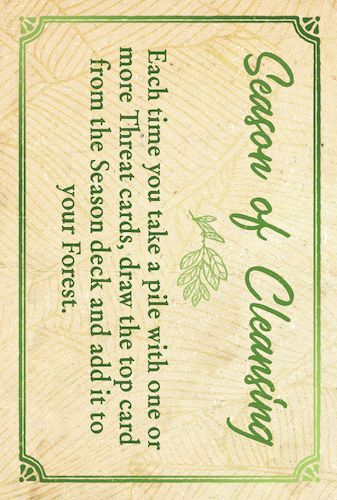 Season of Cleansing
Each time you take a pile with one or
more Threat cards, draw the top card
from the Season deck and add it to
your Forest.